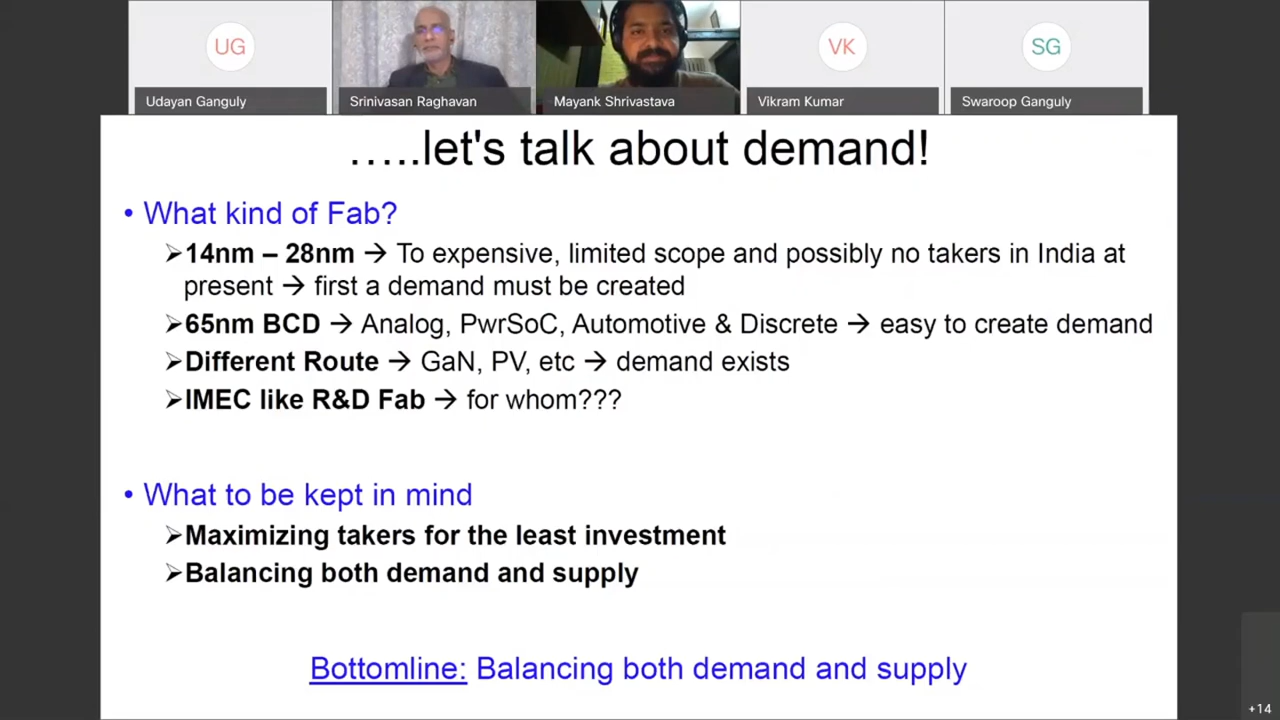 UG
VK
SG
Udayan Ganguly
Srinivasan Raghavan
Mayank Shrivastava
Vikram Kumar
Swaroop Ganguly
…..let's talk about demand!
• What kind of Fab?
➢14nm – 28nm → To expensive, limited scope and possibly no takers in India at
present → first a demand must be created
➢65nm BCD → Analog, PwrSoC, Automotive & Discrete → easy to create demand
➢Different Route → GaN, PV, etc → demand exists
➢IMEC like R&D Fab → for whom???
• What to be kept in mind
➢Maximizing takers for the least investment
➢Balancing both demand and supply
Bottomline: Balancing both demand and supply
+14